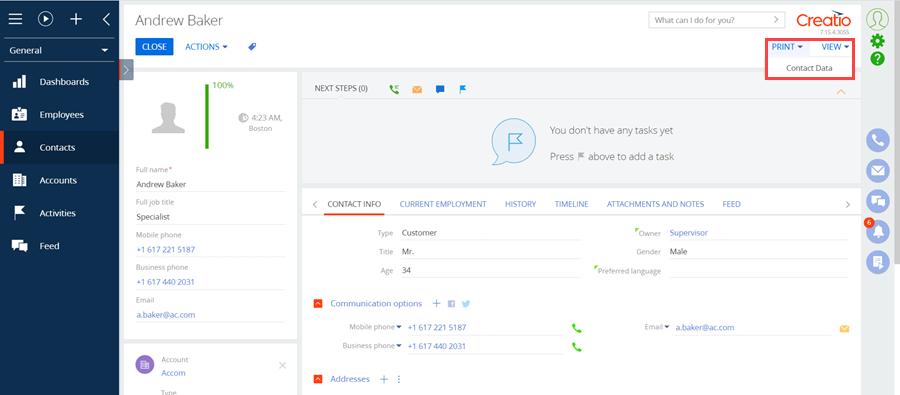 Andrew Baker
What can I do for you?
Creatio
7.15.4.3055
CLOSE
ACTIONS
PRINT
VIEW
Contact Data
General
Dashboards
Employees
Contacts
Accounts
Activities
Feed
100%
4:23 AM,
Boston
Full name*
Andrew Baker
Full job title
Specialist
Mobile phone
+1 617 221 5187
Business phone
+1 617 440 2031
Email
a.baker@ac.com
Account
Accom
Type
NEXT STEPS (0)
You don't have any tasks yet
Press above to add a task
CONTACT INFO CURRENT EMPLOYMENT HISTORY TIMELINE ATTACHMENTS AND NOTES FEED
Type Customer Owner Supervisor
Title Mr. Gender Male
Age 34 Preferred language
Communication options
Mobile phone +1 617 221 5187 Email a.baker@ac.com
Business phone +1 617 440 2031
Addresses
6